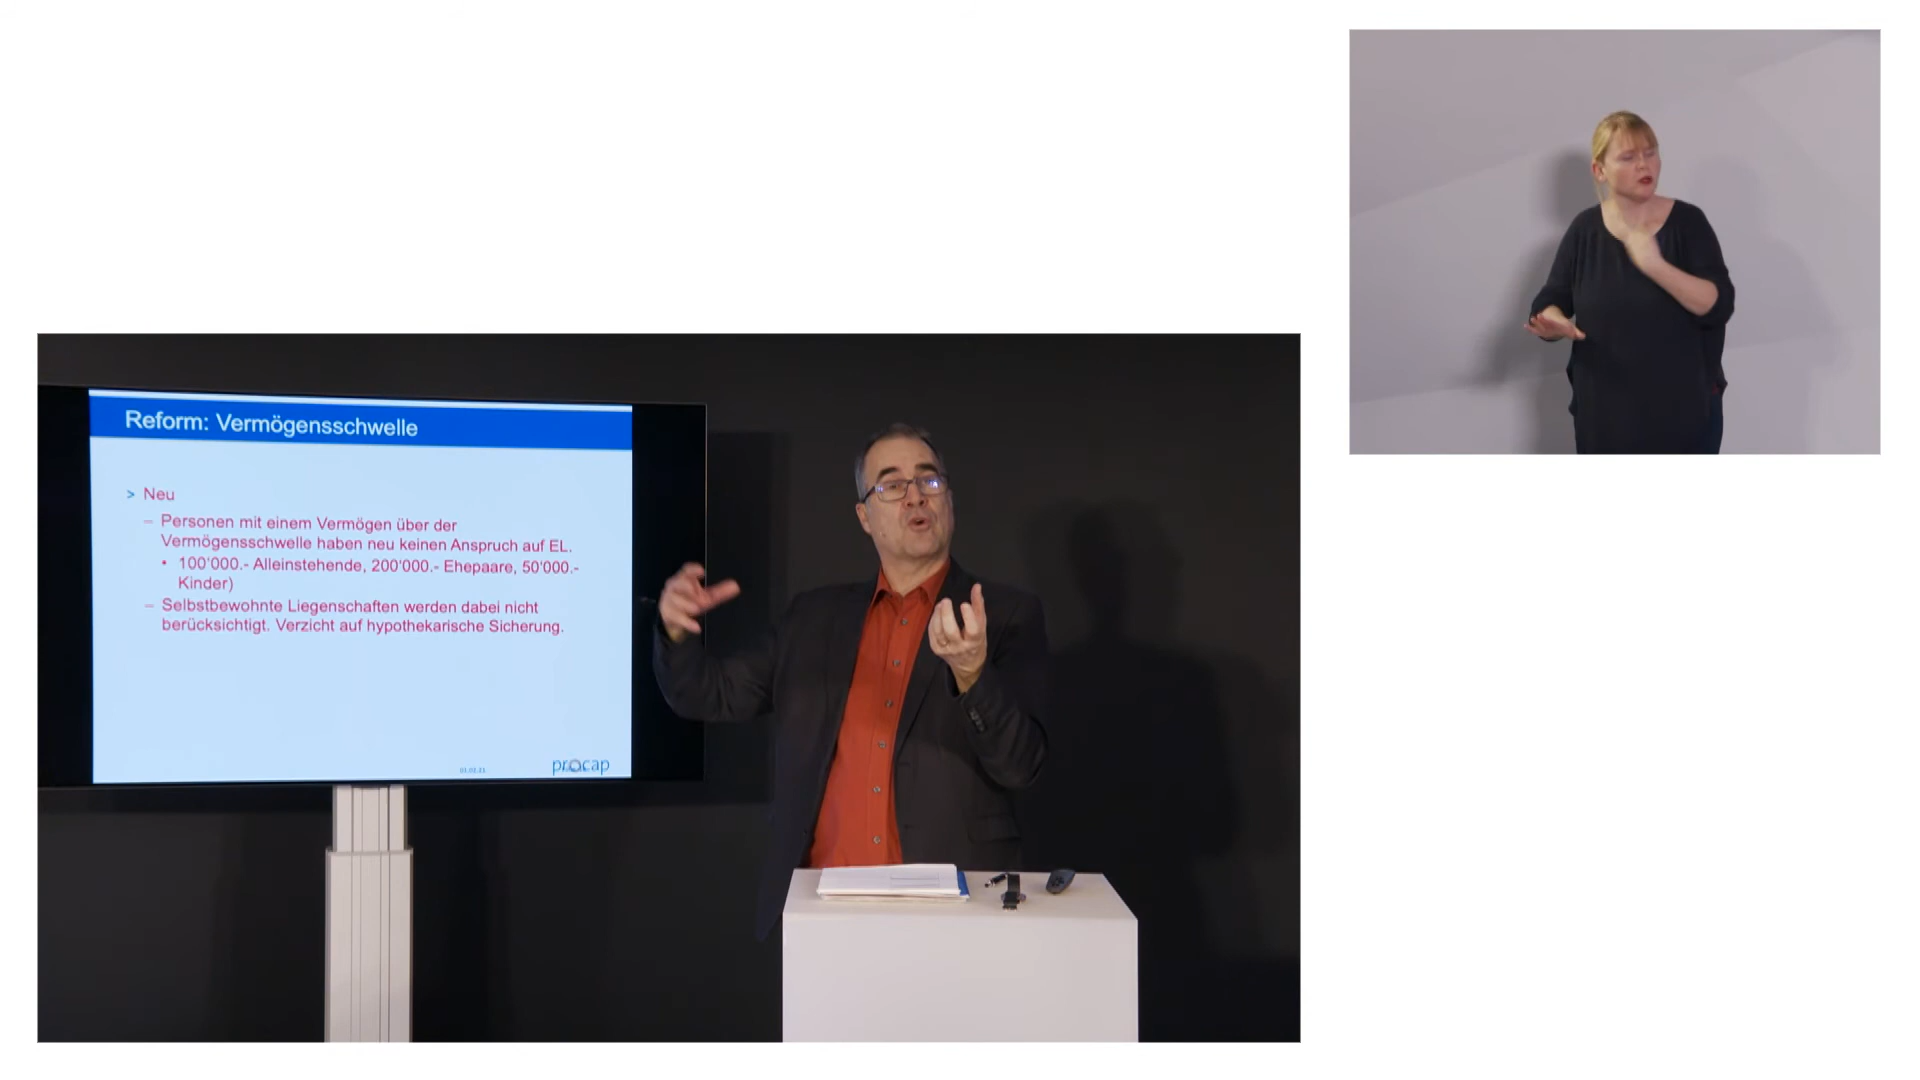 Reform: Vermögensschwelle
> Neu
– Personen mit einem Vermögen über der
Vermögensschwelle haben neu keinen Anspruch auf EL.
• 100'000.- Alleinstehende, 200'000.- Ehepaare, 50'000.-
Kinder)
– Selbstbewohnte Liegenschaften werden dabei nicht
berücksichtigt. Verzicht auf hypothekarische Sicherung.
procap